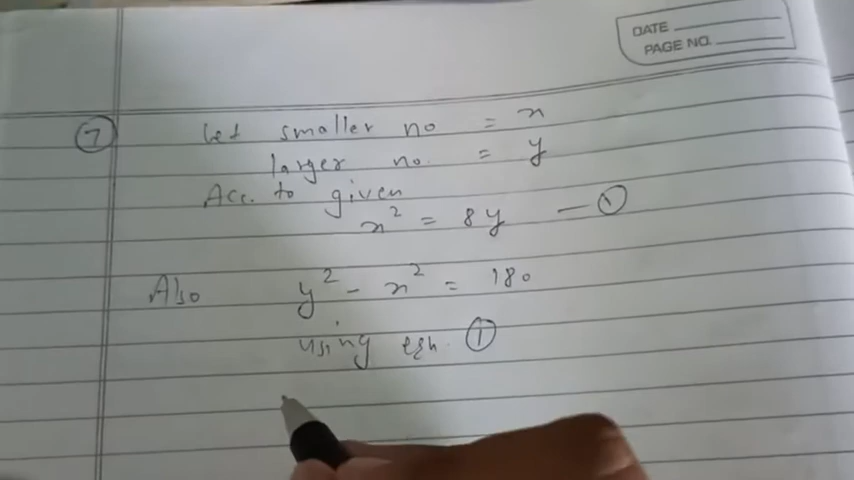 DATE
PAGE NO.
7 Let smaller no = x
larger no. = y
Acc. to given
x² = 8y — ①
Also y² - x² = 180
using eqn. ①